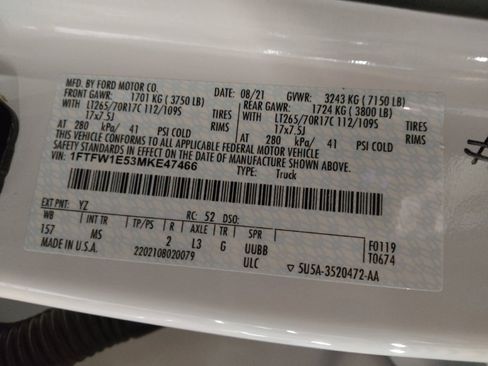 MFD. BY FORD MOTOR CO.
08/21 GVWR: 3243 KG (7150 LB)
FRONT GAWR: 1701 KG (3750 LB) REAR GAWR: 1724 KG (3800 LB)
WITH LT265/70R17C 112/109S TIRES WITH LT265/70R17C 112/109S TIRES
17x7.5J RIMS 17x7.5J RIMS
AT 280 kPa/ 41 PSI COLD AT 280 kPa/ 41 PSI COLD
THIS VEHICLE CONFORMS TO ALL APPLICABLE FEDERAL MOTOR VEHICLE
SAFETY STANDARDS IN EFFECT ON THE DATE OF MANUFACTURE SHOWN ABOVE.
VIN: 1FTFW1E53MKE47466
TYPE: Truck
EXT PNT: YZ RC: 52 DSO:
WB INT TR TP/PS R AXLE TR SPR F0119
157 MS 2 L3 G UUBB T0674
MADE IN U.S.A. 2202108020079 ULC 5U5A-3520472-AA
#